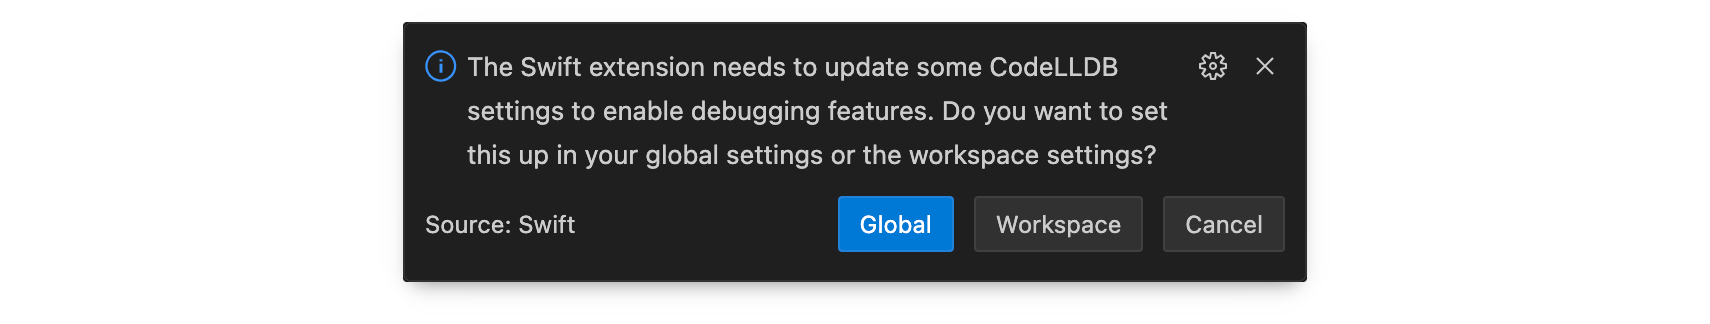 The Swift extension needs to update some CodeLLDB
settings to enable debugging features. Do you want to set
this up in your global settings or the workspace settings?
Source: Swift
Global
Workspace
Cancel